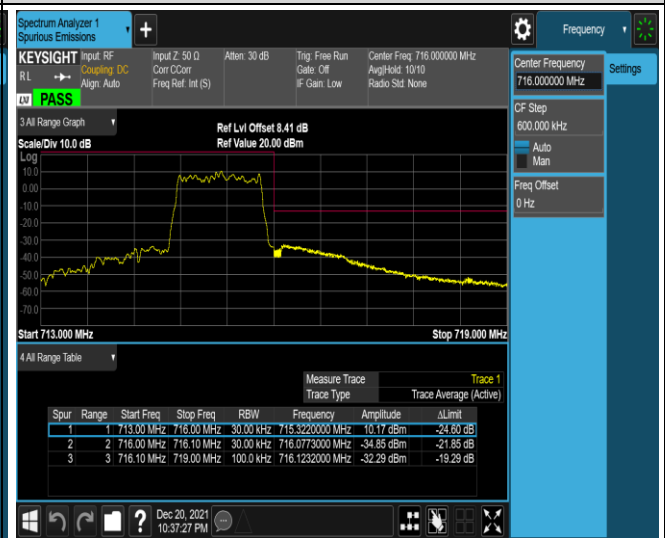 Spectrum Analyzer 1
Spurious Emissions
+
Frequency
KEYSIGHT Input: RF Input Z: 50 Ω Atten: 30 dB Trig: Free Run Center Freq: 716.000000 MHz
RL Coupling: DC Corr CCorr Gate: Off Avg|Hold: 10/10
Align: Auto Freq Ref: Int (S) IF Gain: Low Radio Std: None
LXI PASS
Center Frequency
716.000000 MHz
Settings
CF Step
600.000 kHz
Auto
Man
Freq Offset
0 Hz
3 All Range Graph
Ref Lvl Offset 8.41 dB
Scale/Div 10.0 dB Ref Value 20.00 dBm
Log
10.0
0.00
-10.0
-20.0
-30.0
-40.0
-50.0
-60.0
-70.0
Start 713.000 MHz Stop 719.000 MHz
4 All Range Table
Measure Trace Trace 1
Trace Type Trace Average (Active)
Spur Range Start Freq Stop Freq RBW Frequency Amplitude ΔLimit
1 1 713.00 MHz 716.00 MHz 30.00 kHz 715.3220000 MHz 10.17 dBm -24.60 dB
2 2 716.00 MHz 716.10 MHz 30.00 kHz 716.0773000 MHz -34.85 dBm -21.85 dB
3 3 716.10 MHz 719.00 MHz 100.0 kHz 716.1232000 MHz -32.29 dBm -19.29 dB
? Dec 20, 2021
10:37:27 PM